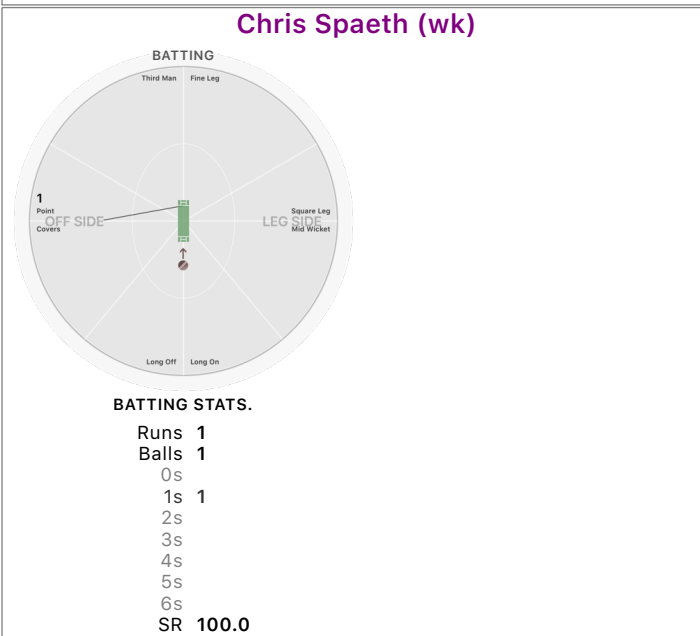 Chris Spaeth (wk)
BATTING
Third Man Fine Leg
1
Point Square Leg
OFF SIDE LEG SIDE
Covers Mid Wicket
Long Off Long On
BATTING STATS.
Runs 1
Balls 1
0s
1s 1
2s
3s
4s
5s
6s
SR 100.0